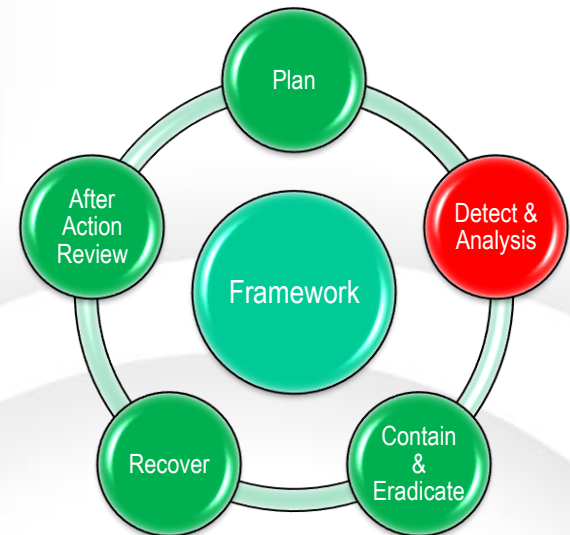 Plan
Detect &
Analysis
Contain
&
Eradicate
Recover
After
Action
Review
Framework